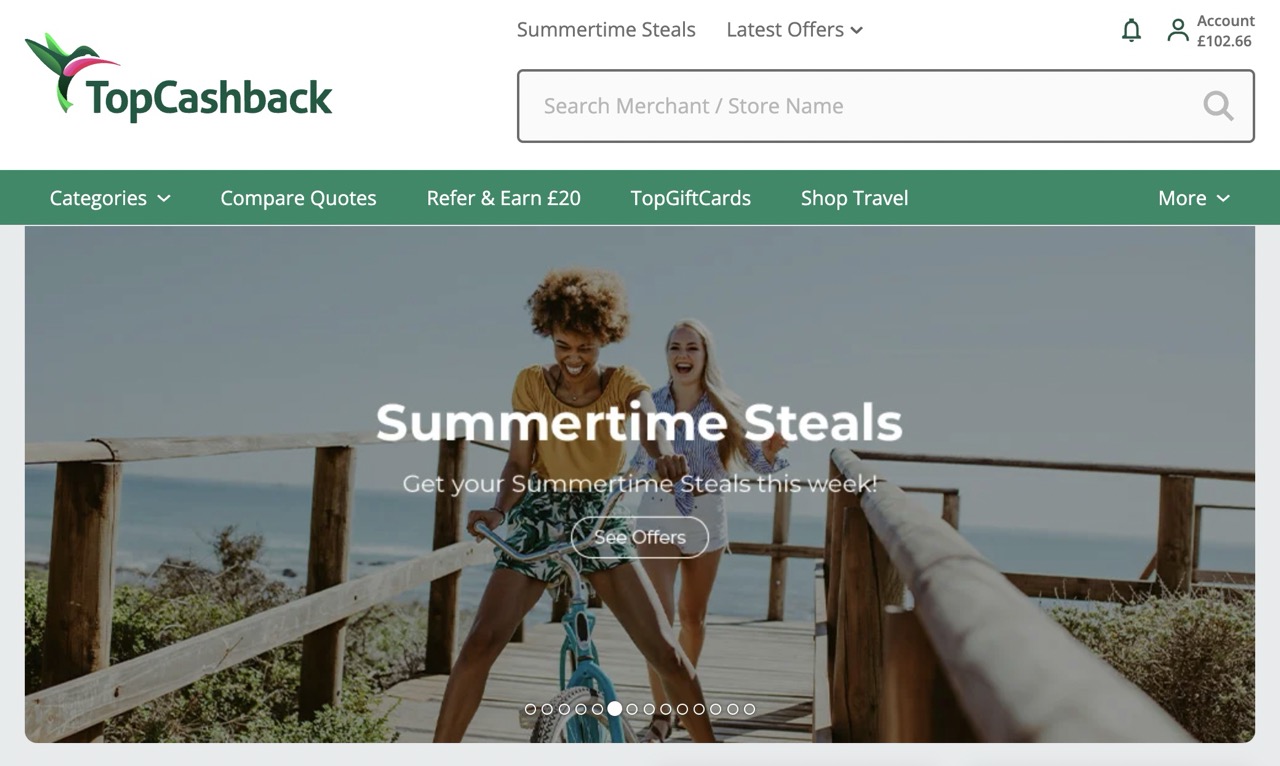 Summertime Steals
Latest Offers
Account
£102.66
TopCashback
Search Merchant / Store Name
Categories
Compare Quotes
Refer & Earn £20
TopGiftCards
Shop Travel
More
Summertime Steals
Get your Summertime Steals this week!
See Offers